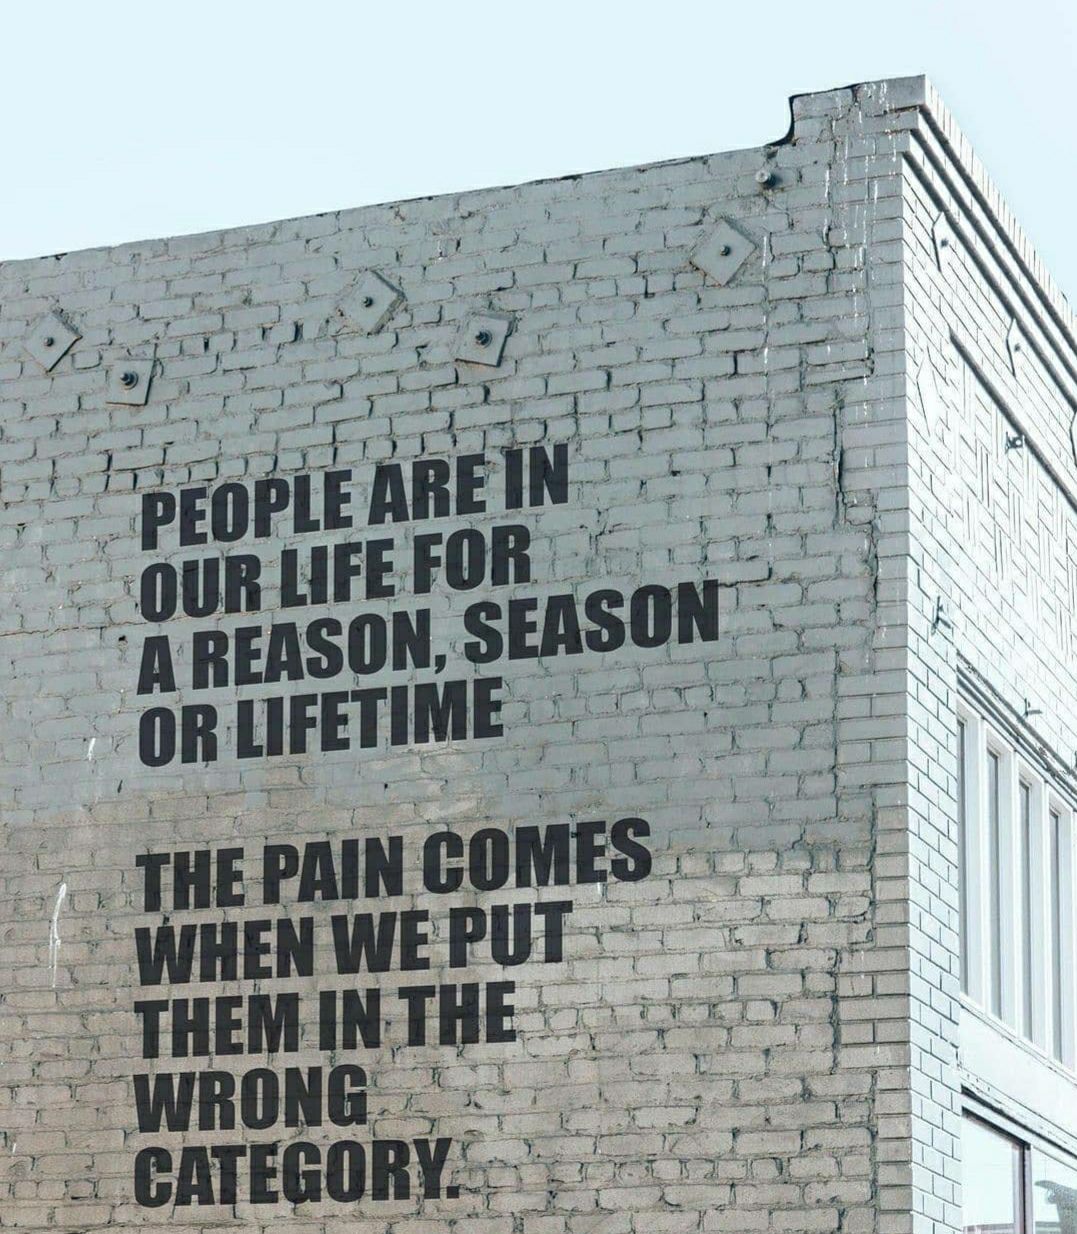 PEOPLE ARE IN
OUR LIFE FOR
A REASON, SEASON
OR LIFETIME
THE PAIN COMES
WHEN WE PUT
THEM IN THE
WRONG
CATEGORY.